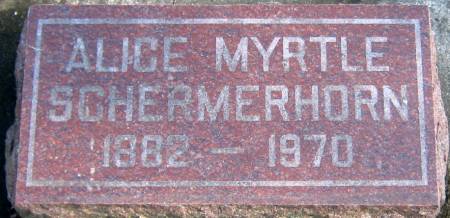 ALICE MYRTLE
SCHERMERHORN
1882 — 1970